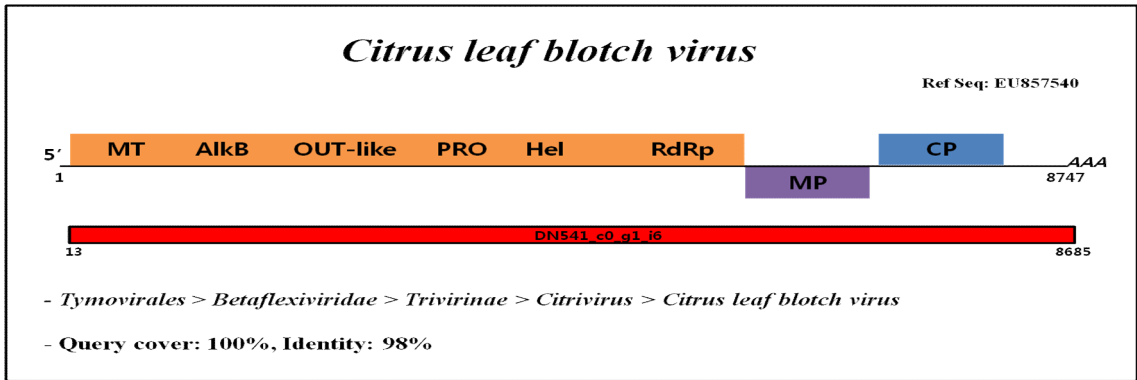 Citrus leaf blotch virus
Ref Seq: EU857540
5′ MT AlkB OUT-like PRO Hel RdRp CP AAA
1 MP 8747
DN541_c0_g1_i6
13 8685
- Tymovirales > Betaflexiviridae > Trivirinae > Citrivirus > Citrus leaf blotch virus
- Query cover: 100%, Identity: 98%